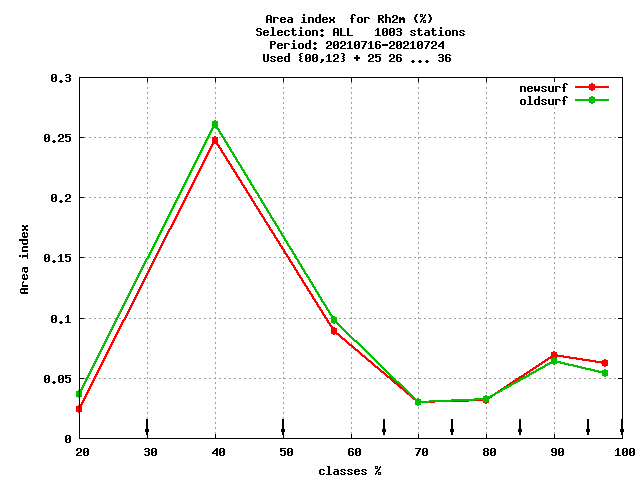 Area index  for Rh2m (%)
Selection: ALL   1003 stations
Period: 20210716-20210724
Used {00,12} + 25 26 ... 36
0.3
0.25
0.2
0.15
0.1
0.05
0
Area index
newsurf
oldsurf
20 30 40 50 60 70 80 90 100
classes %